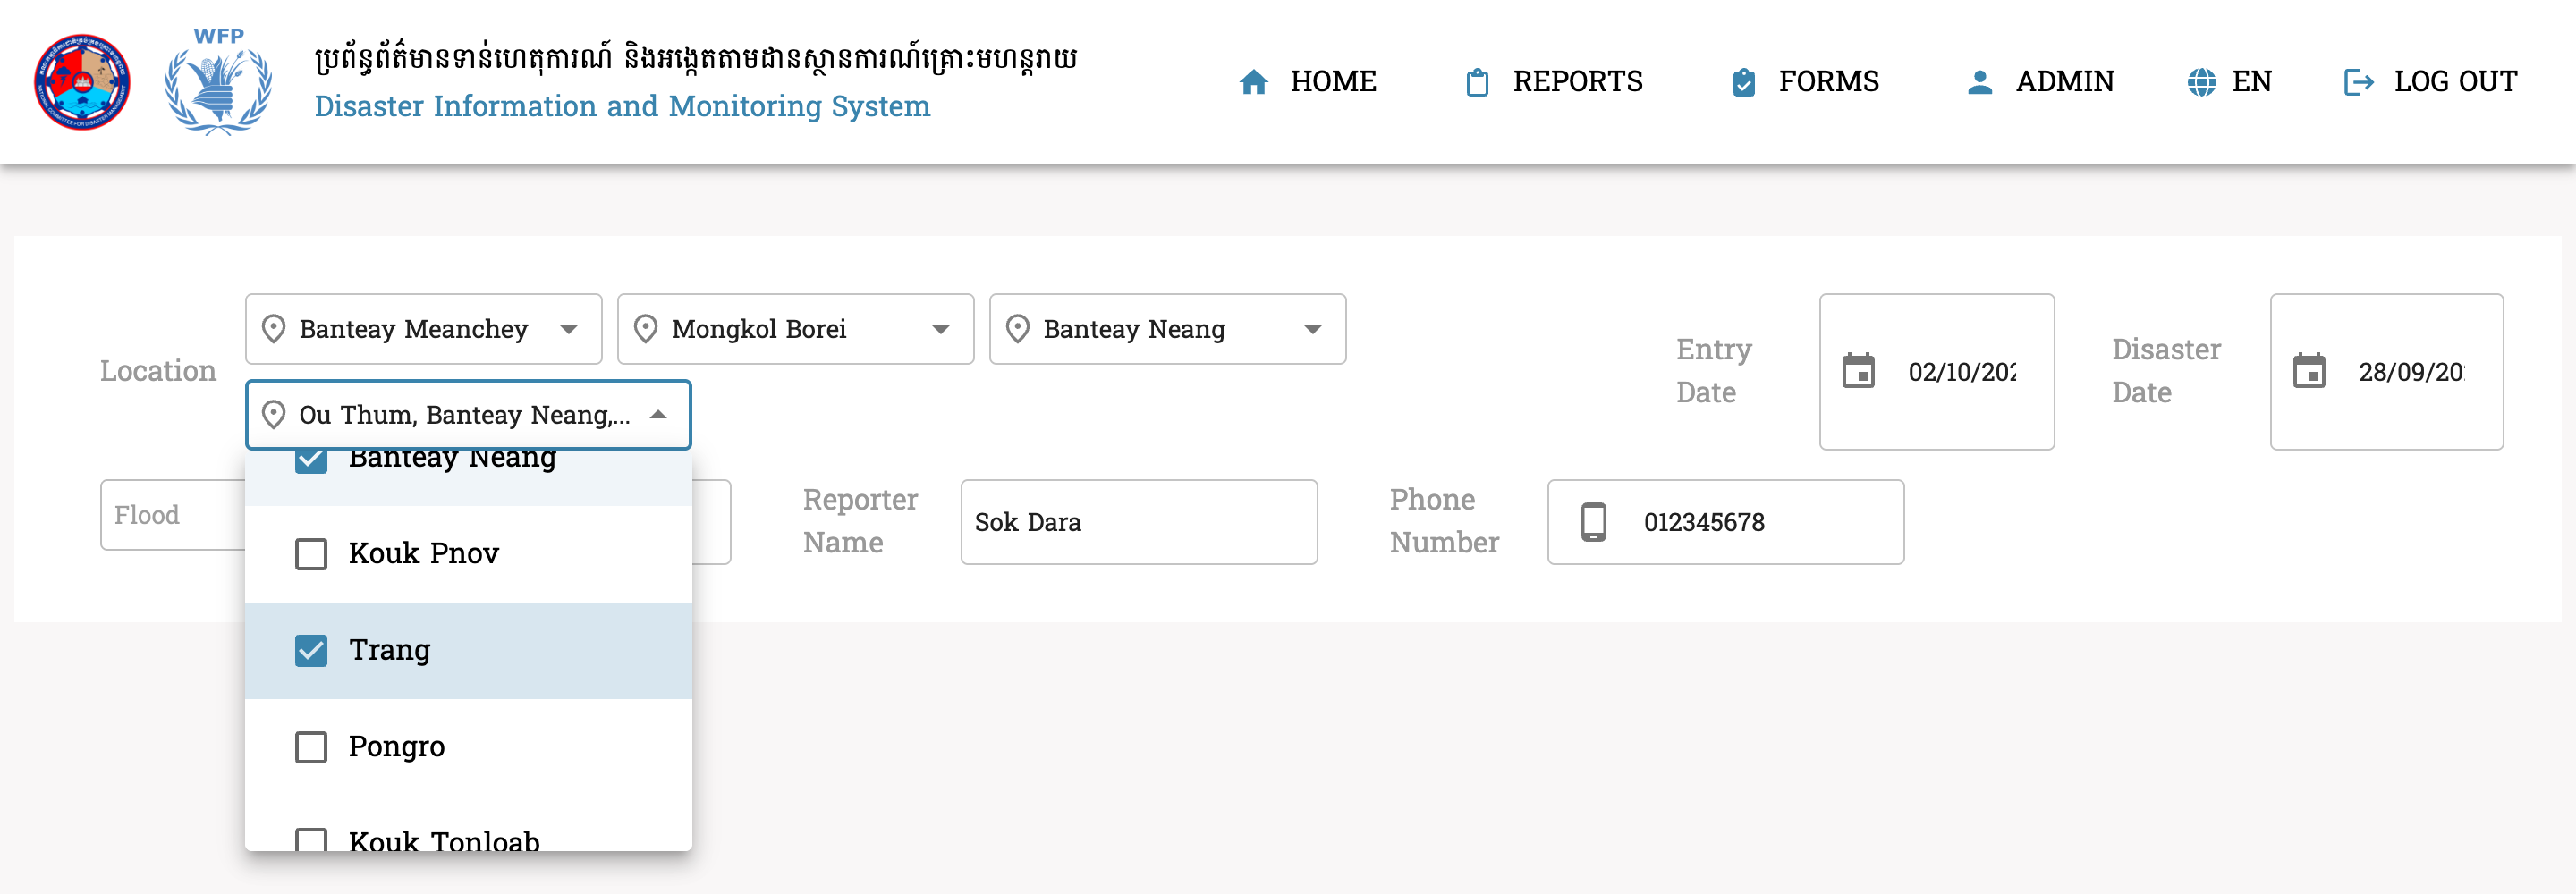 WFP
ប្រព័ន្ធព័ត៌មានទាន់ហេតុការណ៍ និងអង្កេតតាមដានស្ថានការណ៍គ្រោះមហន្តរាយ
Disaster Information and Monitoring System
HOME
REPORTS
FORMS
ADMIN
EN
LOG OUT
Location
Banteay Meanchey
Mongkol Borei
Banteay Neang
Ou Thum, Banteay Neang,...
Entry
Date
02/10/202
Disaster
Date
28/09/20
Banteay Neang
Kouk Pnov
Trang
Pongro
Kouk Tonloab
Flood
Reporter
Name
Sok Dara
Phone
Number
012345678